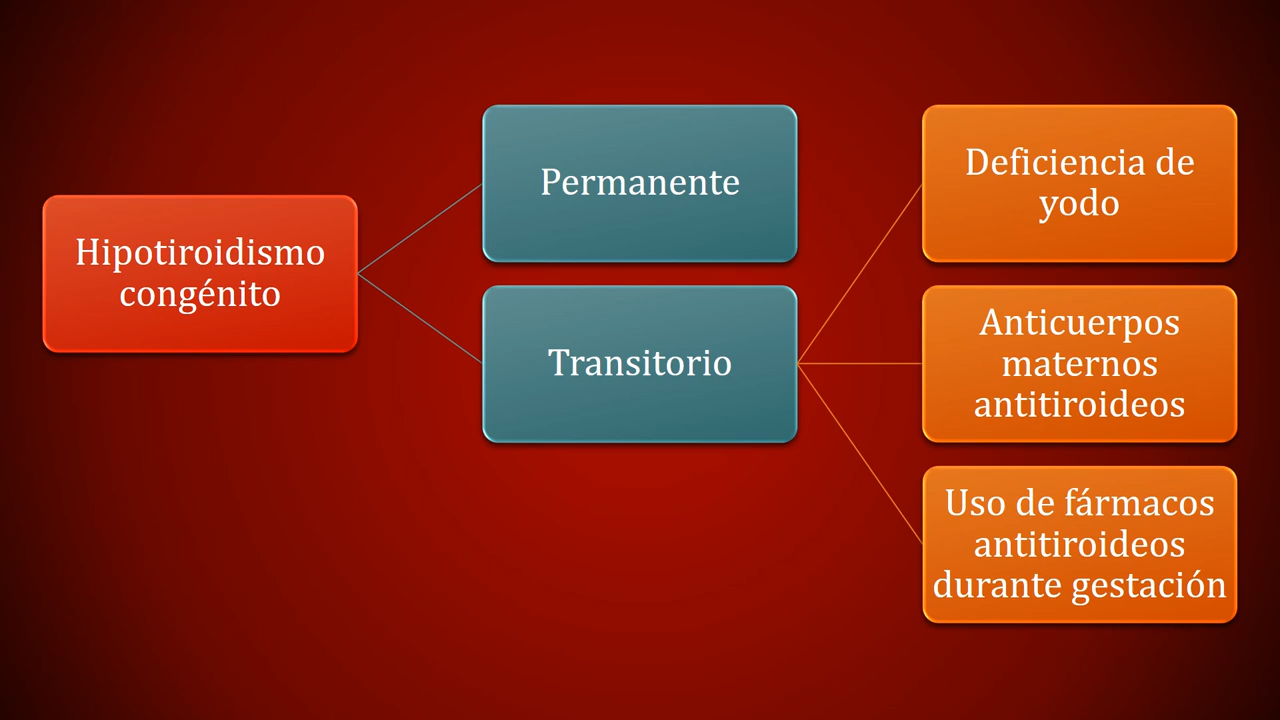 Hipotiroidismo
congénito
Permanente
Transitorio
Deficiencia de
yodo
Anticuerpos
maternos
antitiroideos
Uso de fármacos
antitiroideos
durante gestación